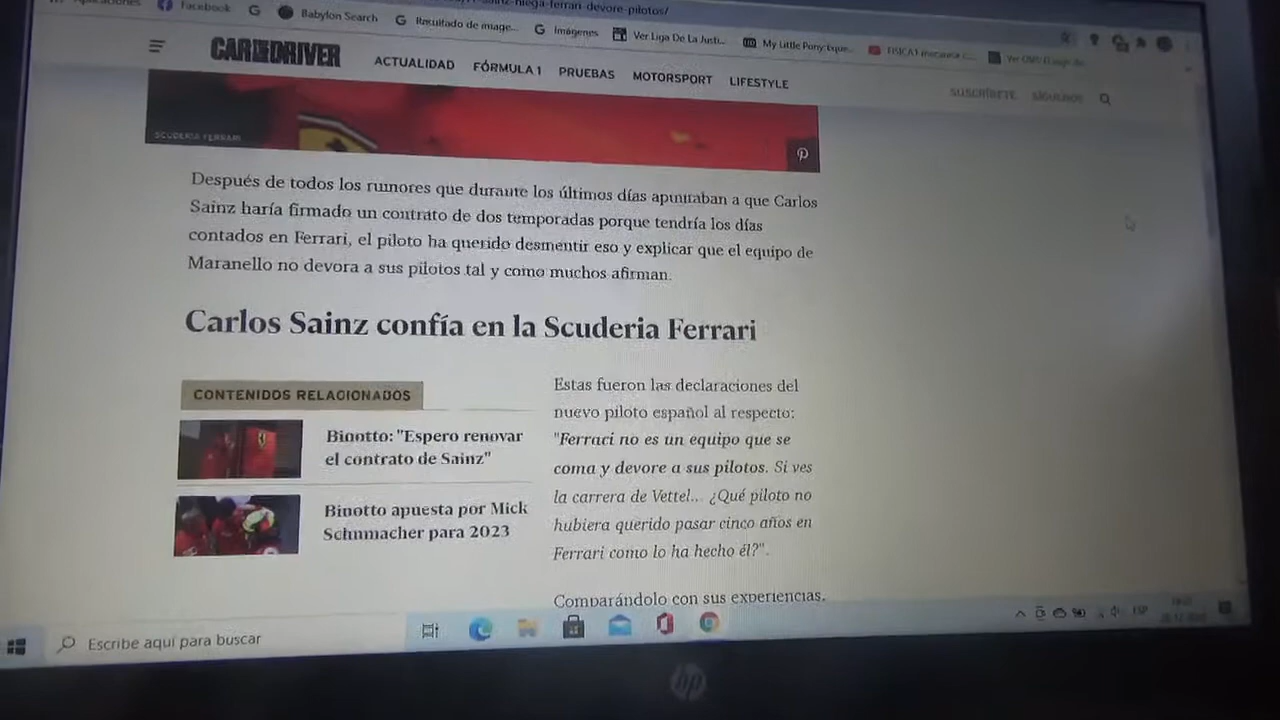 Facebook
Babylon Search
Resultado de image...
Imágenes
Ver Liga De La Justi...
My Little Pony: Eque...
CAR AND DRIVER
ACTUALIDAD
FÓRMULA 1
PRUEBAS
MOTORSPORT
LIFESTYLE
SUSCRÍBETE
SÍGUENOS
SCUDERIA FERRARI
Después de todos los rumores que durante los últimos días apuntaban a que Carlos
Sainz haría firmado un contrato de dos temporadas porque tendría los días
contados en Ferrari, el piloto ha querido desmentir eso y explicar que el equipo de
Maranello no devora a sus pilotos tal y como muchos afirman.
Carlos Sainz confía en la Scuderia Ferrari
CONTENIDOS RELACIONADOS
Binotto: "Espero renovar
el contrato de Sainz"
Binotto apuesta por Mick
Schumacher para 2023
Estas fueron las declaraciones del
nuevo piloto español al respecto:
"Ferrari no es un equipo que se
coma y devore a sus pilotos. Si ves
la carrera de Vettel... ¿Qué piloto no
hubiera querido pasar cinco años en
Ferrari como lo ha hecho él?".
Comparándolo con sus experiencias,
Escribe aquí para buscar
ESP
hp